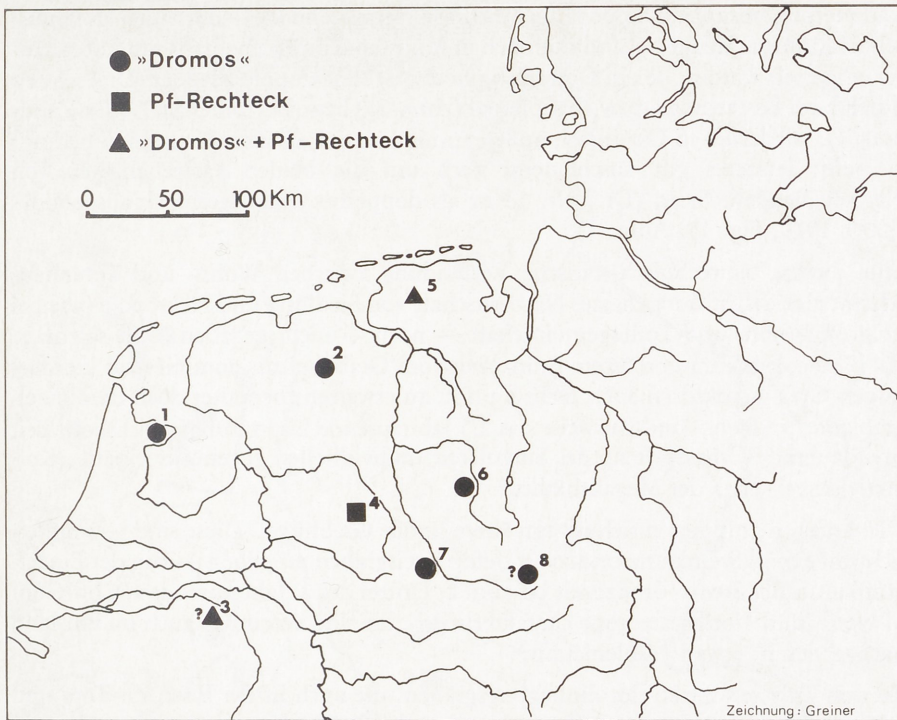 »Dromos«
Pf-Rechteck
»Dromos« + Pf-Rechteck
0 50 100 Km
5
2
1
6
4
7
? 8
? 3
Zeichnung: Greiner